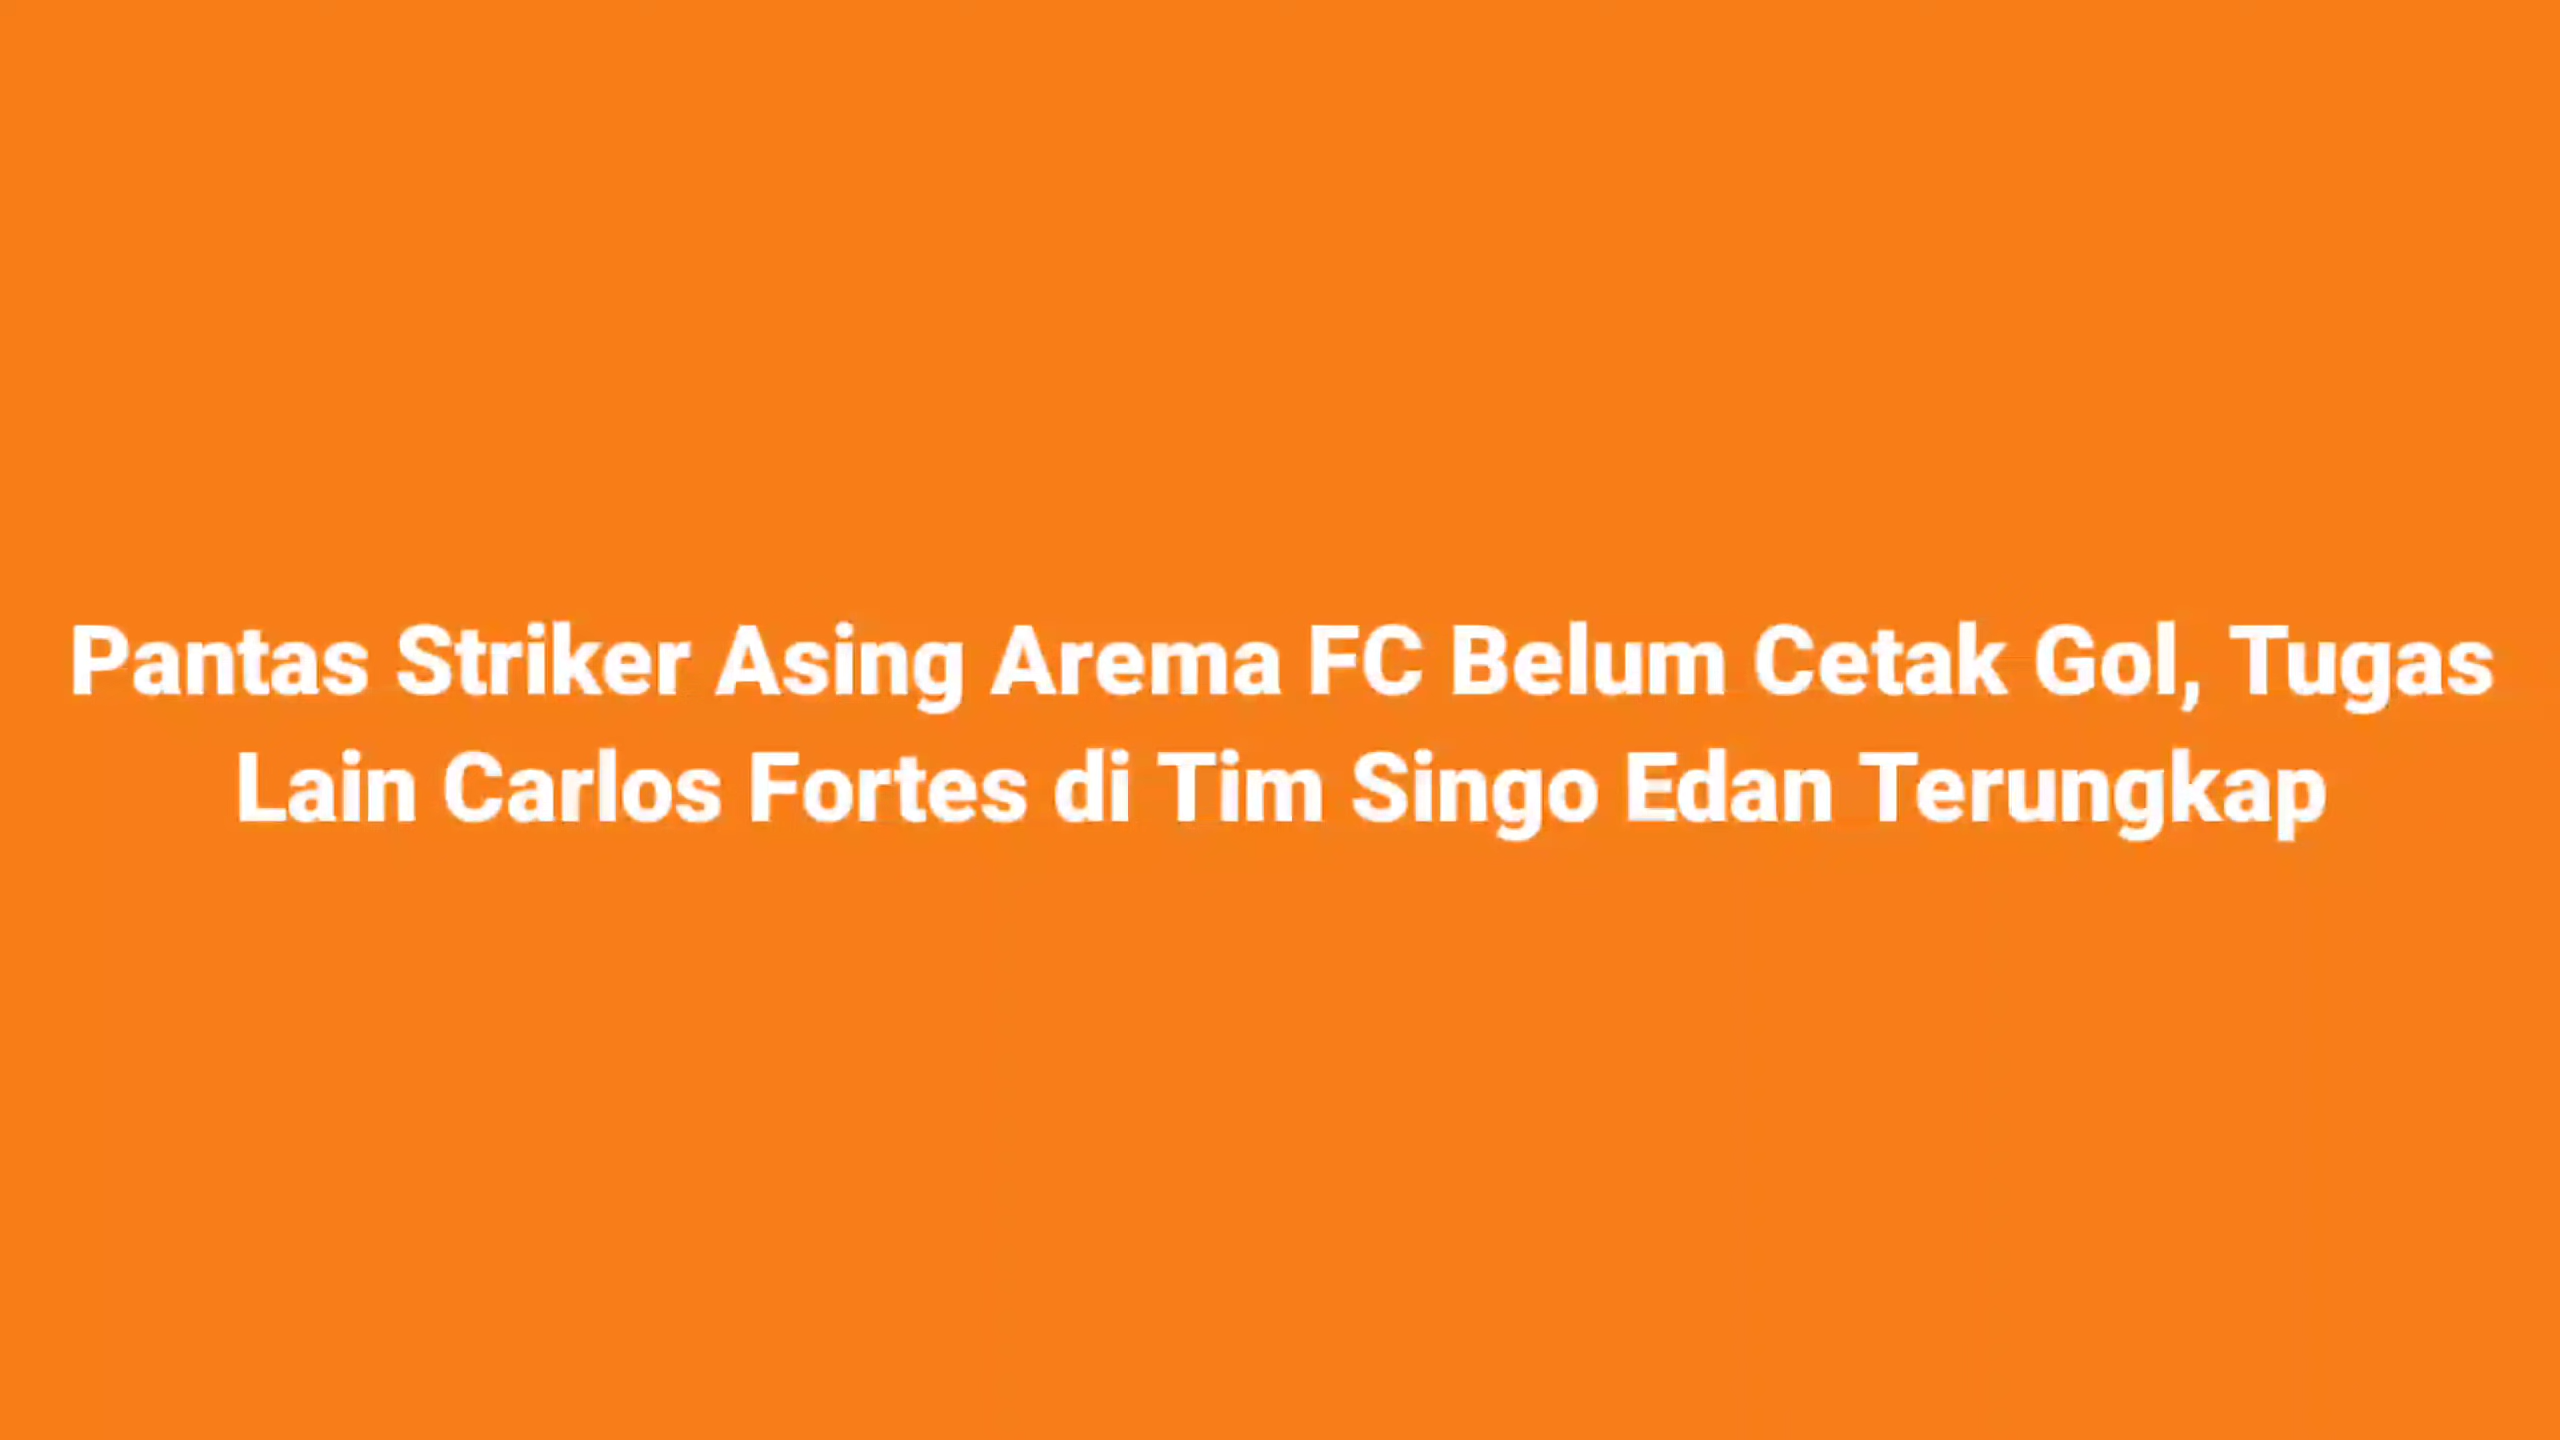 Pantas Striker Asing Arema FC Belum Cetak Gol, Tugas
Lain Carlos Fortes di Tim Singo Edan Terungkap